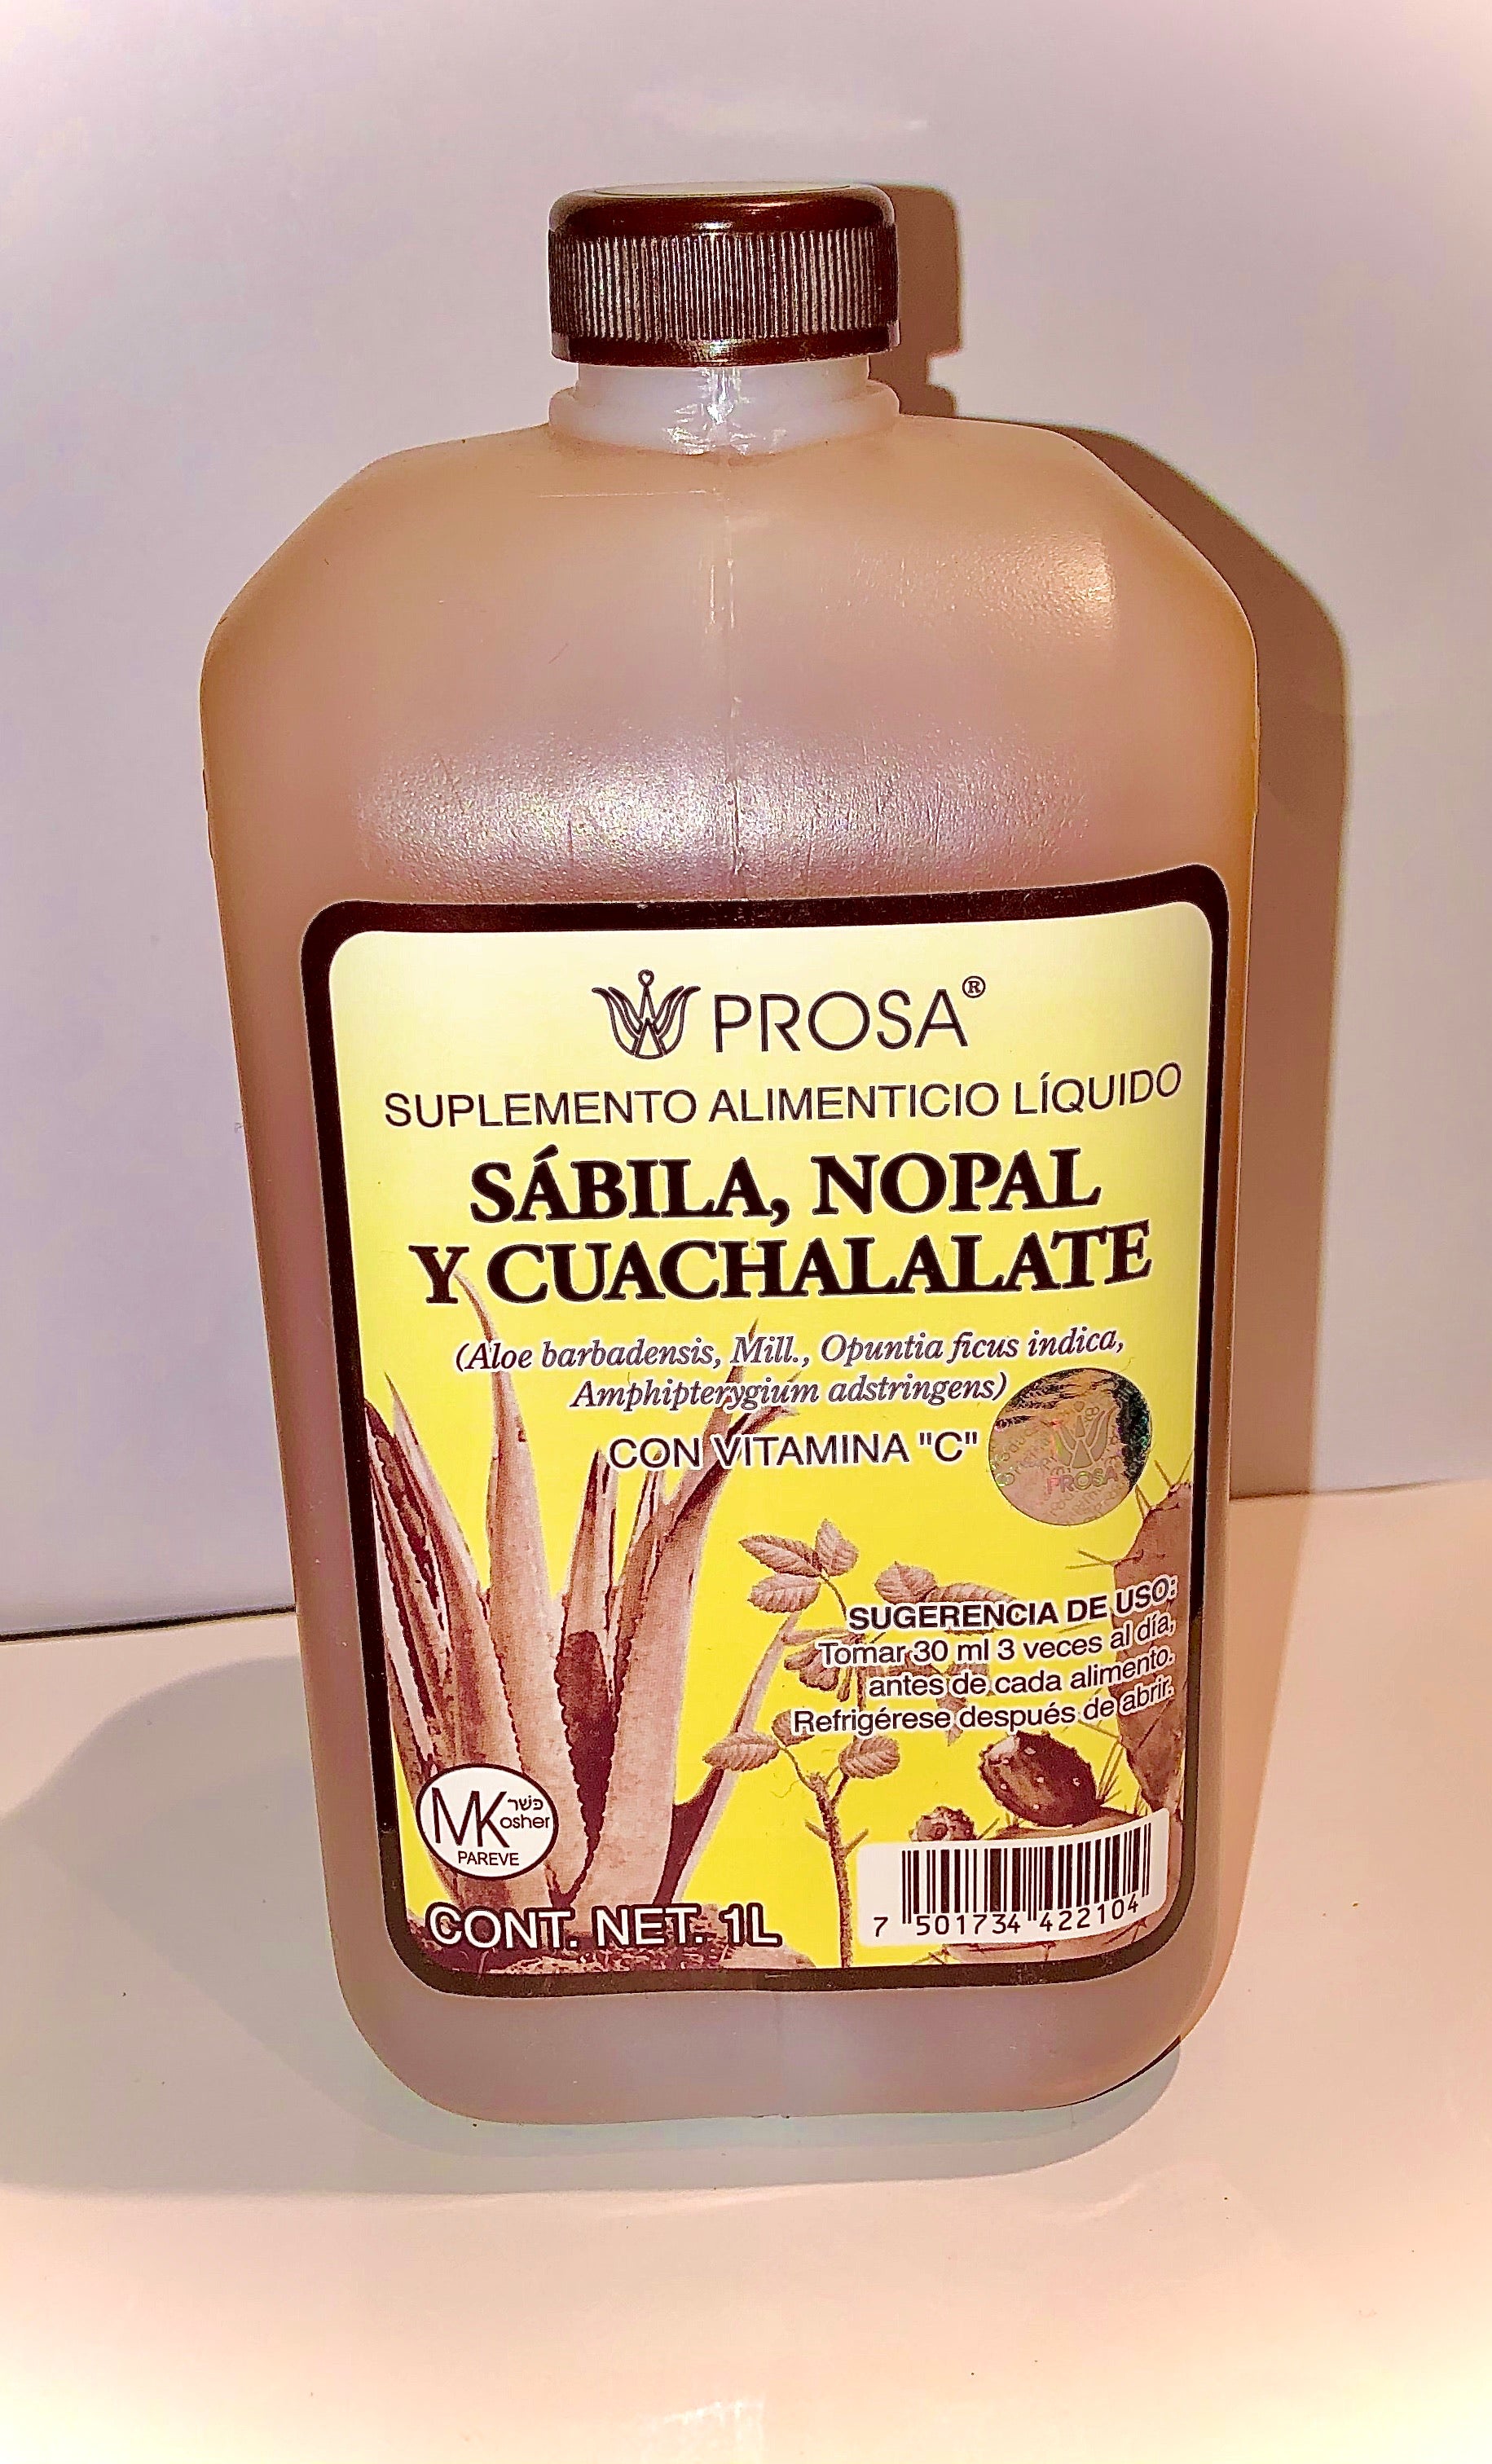 PROSA®
SUPLEMENTO ALIMENTICIO LÍQUIDO
SÁBILA, NOPAL
Y CUACHALALATE
(Aloe barbadensis, Mill., Opuntia ficus indica,
Amphipterygium adstringens)
CON VITAMINA "C"
PROSA
SUGERENCIA DE USO:
Tomar 30 ml 3 veces al día,
antes de cada alimento.
Refrigérese después de abrir.
MK כשר
osher
PAREVE
CONT. NET. 1L
7 501734 422104